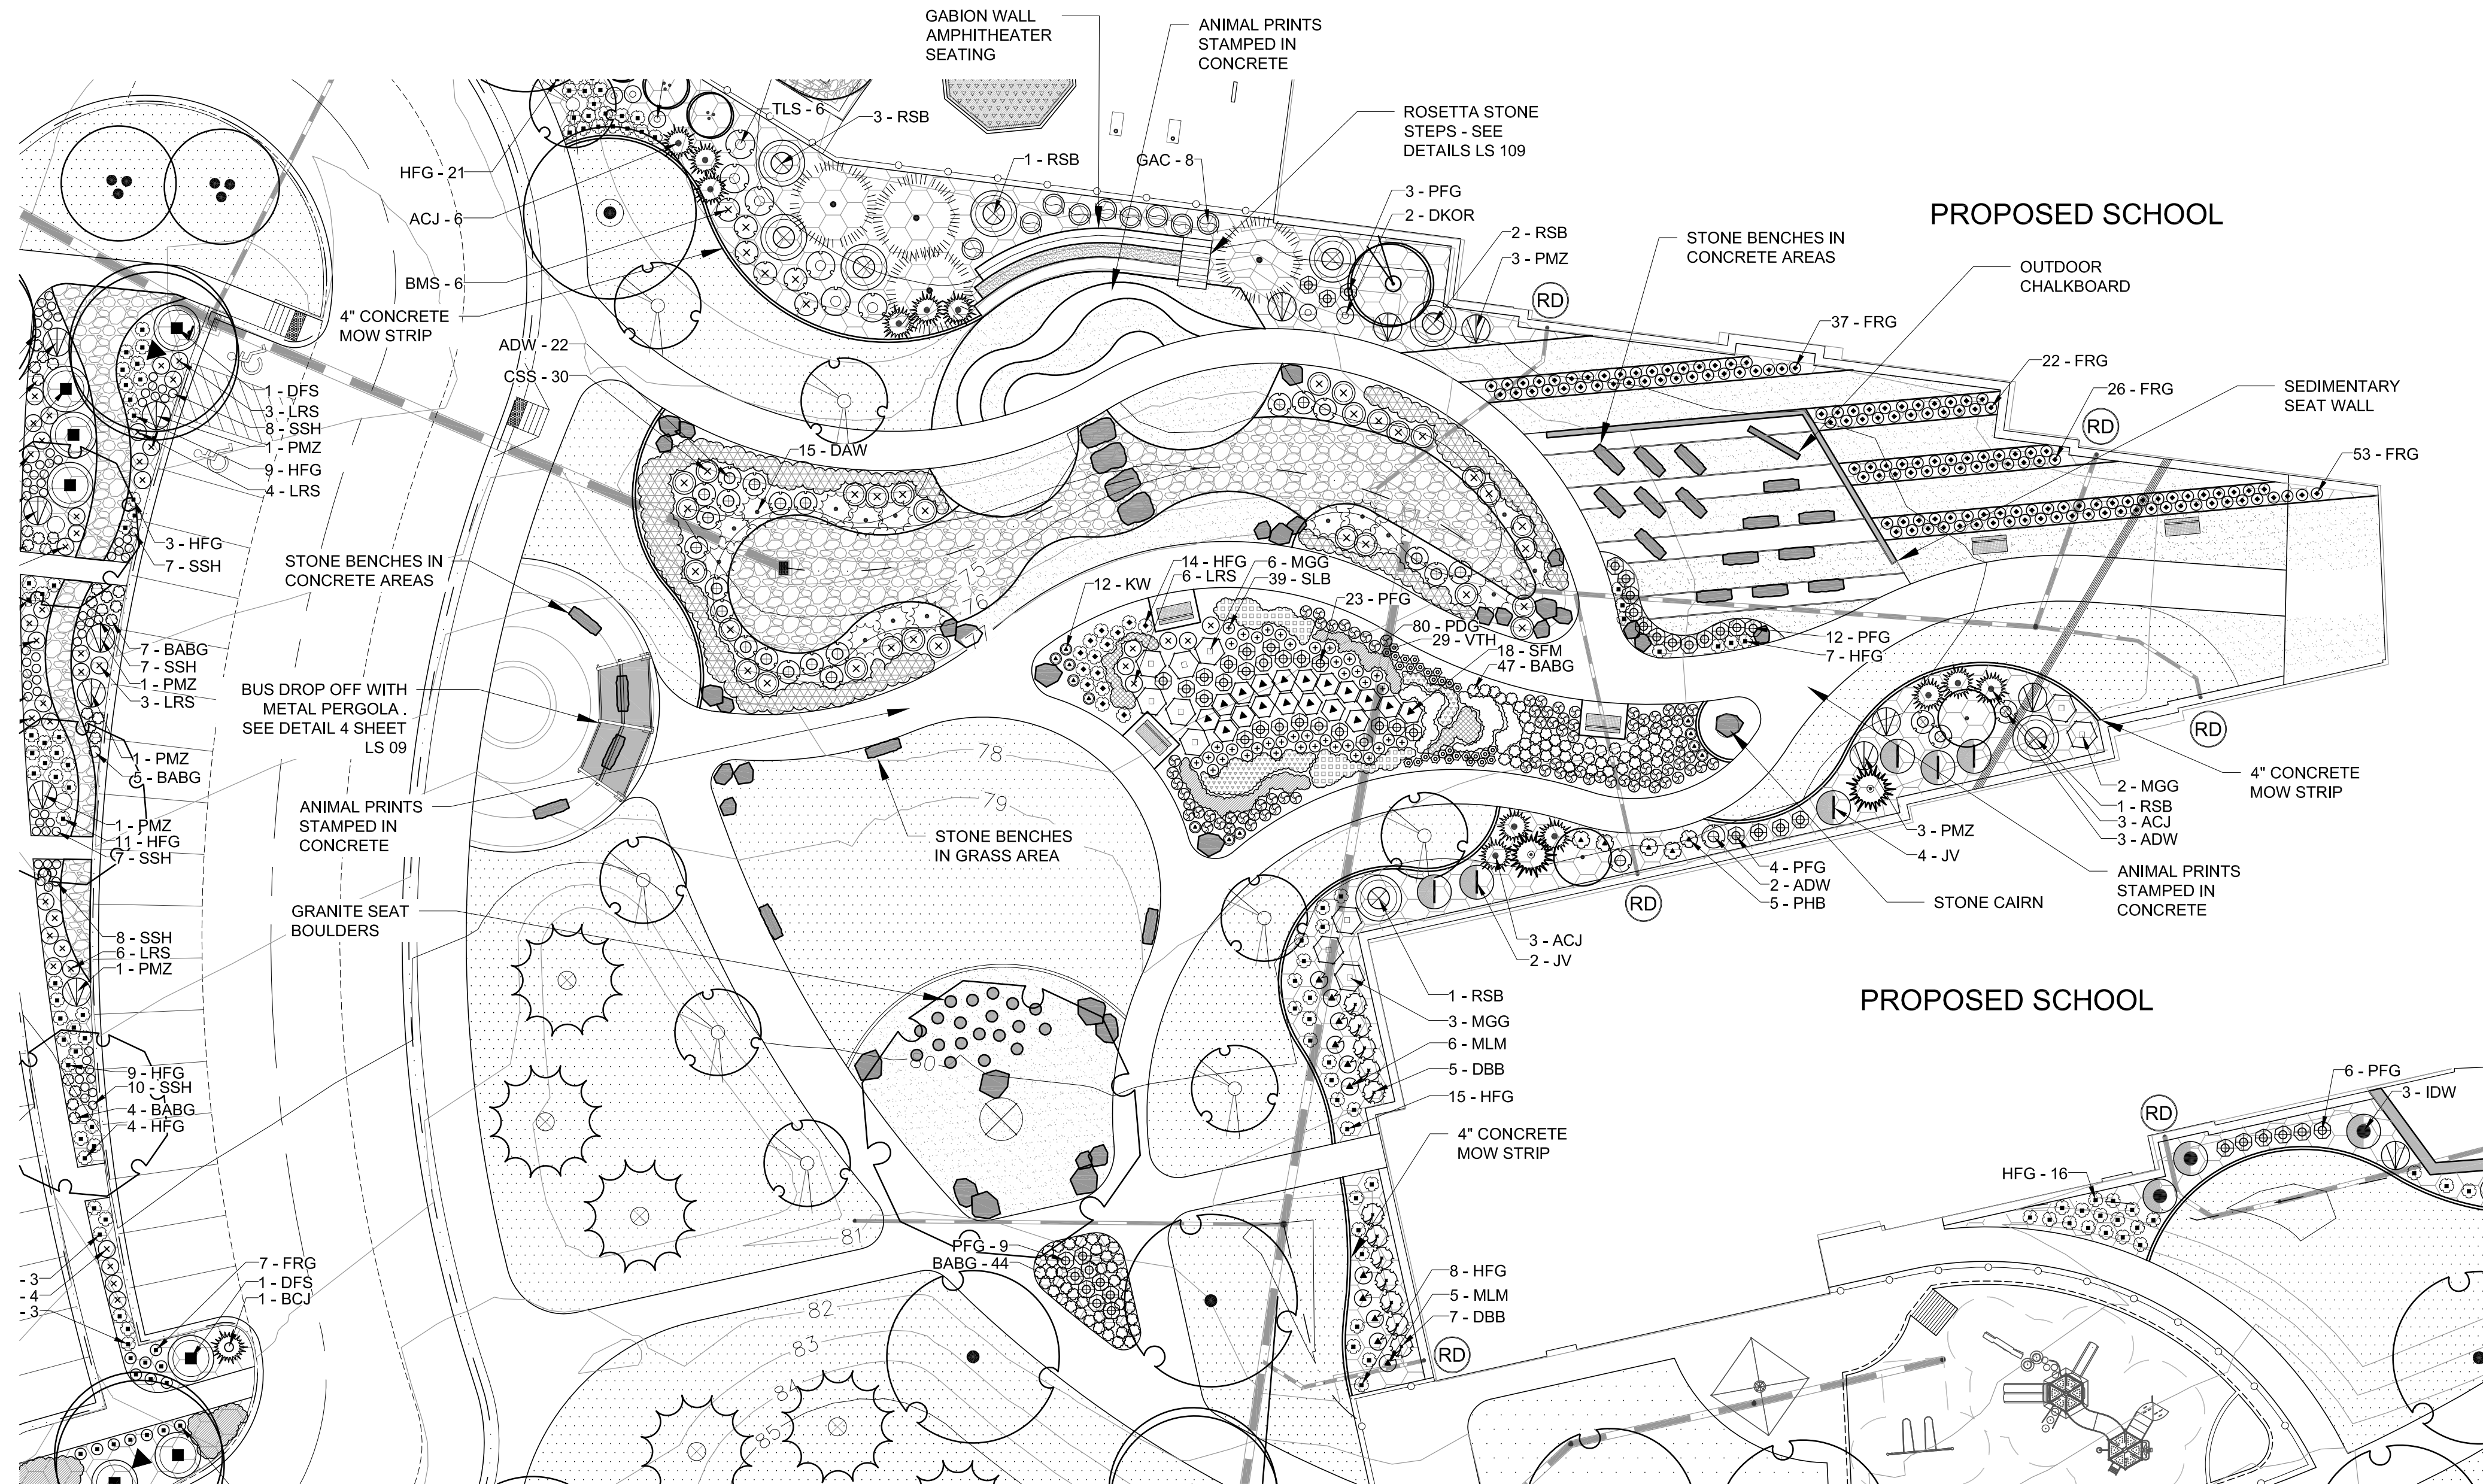 GABION WALL
AMPHITHEATER
SEATING
ANIMAL PRINTS
STAMPED IN
CONCRETE
TLS - 6
3 - RSB
ROSETTA STONE
STEPS - SEE
DETAILS LS 109
1 - RSB
GAC - 8
HFG - 21
3 - PFG
2 - DKOR
ACJ - 6
PROPOSED SCHOOL
2 - RSB
3 - PMZ
STONE BENCHES IN
CONCRETE AREAS
OUTDOOR
CHALKBOARD
BMS - 6
RD
4" CONCRETE
MOW STRIP
37 - FRG
ADW - 22
CSS - 30
22 - FRG
26 - FRG
SEDIMENTARY
SEAT WALL
1 - DFS
3 - LRS
8 - SSH
1 - PMZ
9 - HFG
4 - LRS
RD
15 - DAW
53 - FRG
3 - HFG
7 - SSH
STONE BENCHES IN
CONCRETE AREAS
75
76
77
14 - HFG
6 - LRS
6 - MGG
39 - SLB
12 - KW
23 - PFG
80 - PDG
29 - VTH
18 - SFM
47 - BABG
12 - PFG
7 - HFG
7 - BABG
7 - SSH
1 - PMZ
3 - LRS
BUS DROP OFF WITH
METAL PERGOLA .
SEE DETAIL 4 SHEET
LS 09
RD
1 - PMZ
5 - BABG
78
79
4" CONCRETE
MOW STRIP
2 - MGG
1 - RSB
3 - ACJ
3 - ADW
ANIMAL PRINTS
STAMPED IN
CONCRETE
1 - PMZ
11 - HFG
7 - SSH
STONE BENCHES
IN GRASS AREA
3 - PMZ
4 - JV
4 - PFG
2 - ADW
5 - PHB
ANIMAL PRINTS
STAMPED IN
CONCRETE
STONE CAIRN
RD
GRANITE SEAT
BOULDERS
8 - SSH
6 - LRS
1 - PMZ
3 - ACJ
2 - JV
1 - RSB
3 - MGG
6 - MLM
5 - DBB
15 - HFG
PROPOSED SCHOOL
80
9 - HFG
10 - SSH
4 - BABG
4 - HFG
6 - PFG
3 - IDW
RD
4" CONCRETE
MOW STRIP
HFG - 16
81
PFG - 9
BABG - 44
7 - FRG
1 - DFS
1 - BCJ
- 3
- 4
- 3
8 - HFG
5 - MLM
7 - DBB
82
83
84
85
RD